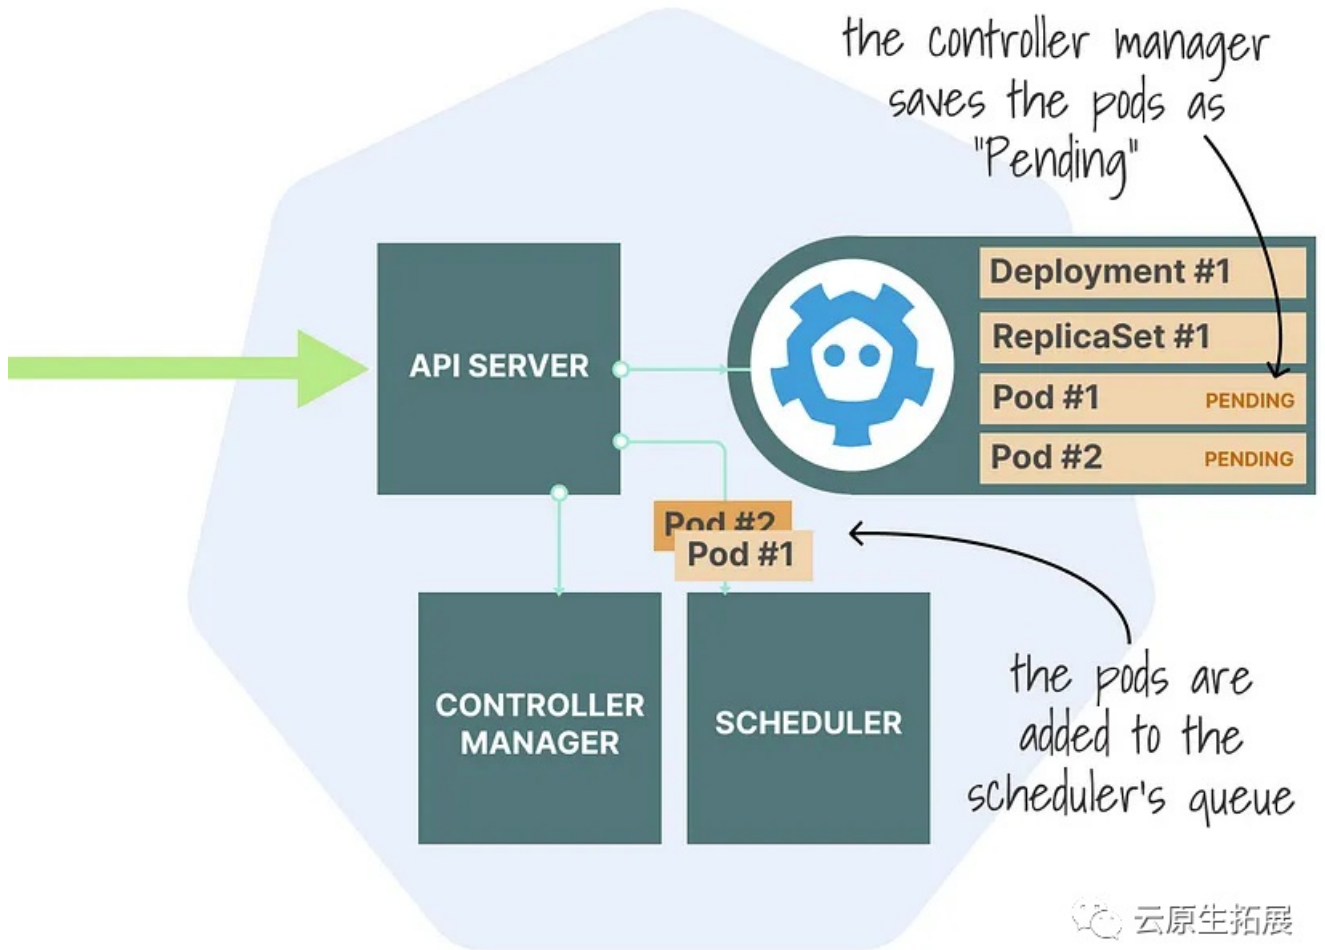 the controller manager
saves the pods as
"Pending"
API SERVER
Deployment #1
ReplicaSet #1
Pod #1 PENDING
Pod #2 PENDING
Pod #2
Pod #1
CONTROLLER
MANAGER
SCHEDULER
the pods are
added to the
scheduler's queue
云原生拓展